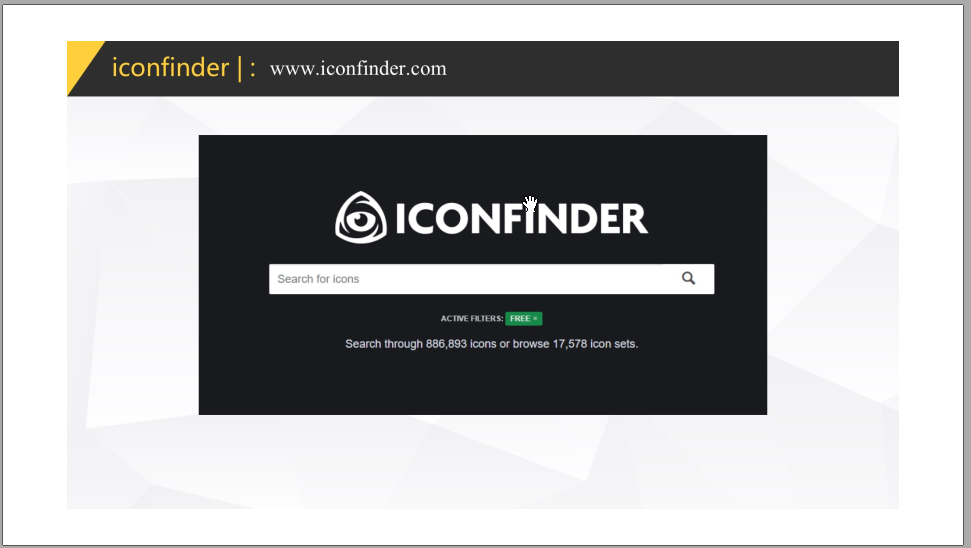 iconfinder | : www.iconfinder.com
ICONFINDER
Search for icons
ACTIVE FILTERS: FREE ×
Search through 886,893 icons or browse 17,578 icon sets.